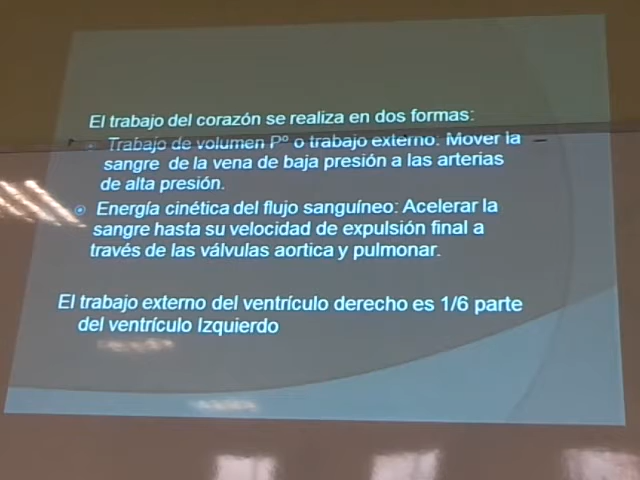 El trabajo del corazón se realiza en dos formas:
Trabajo de volumen Pº o trabajo externo: Mover la
sangre de la vena de baja presión a las arterias
de alta presión.
Energía cinética del flujo sanguíneo: Acelerar la
sangre hasta su velocidad de expulsión final a
través de las válvulas aortica y pulmonar.
El trabajo externo del ventrículo derecho es 1/6 parte
del ventrículo Izquierdo